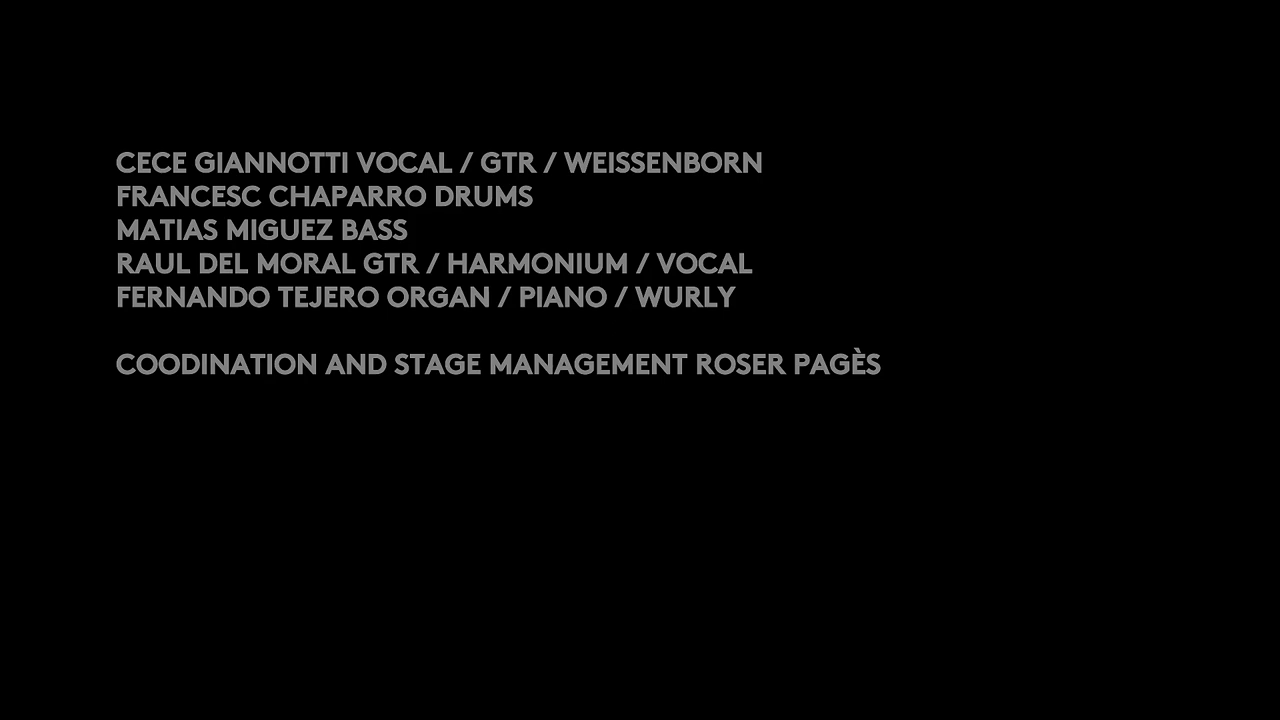 CECE GIANNOTTI VOCAL / GTR / WEISSENBORN
FRANCESC CHAPARRO DRUMS
MATIAS MIGUEZ BASS
RAUL DEL MORAL GTR / HARMONIUM / VOCAL
FERNANDO TEJERO ORGAN / PIANO / WURLY
COODINATION AND STAGE MANAGEMENT ROSER PAGÈS